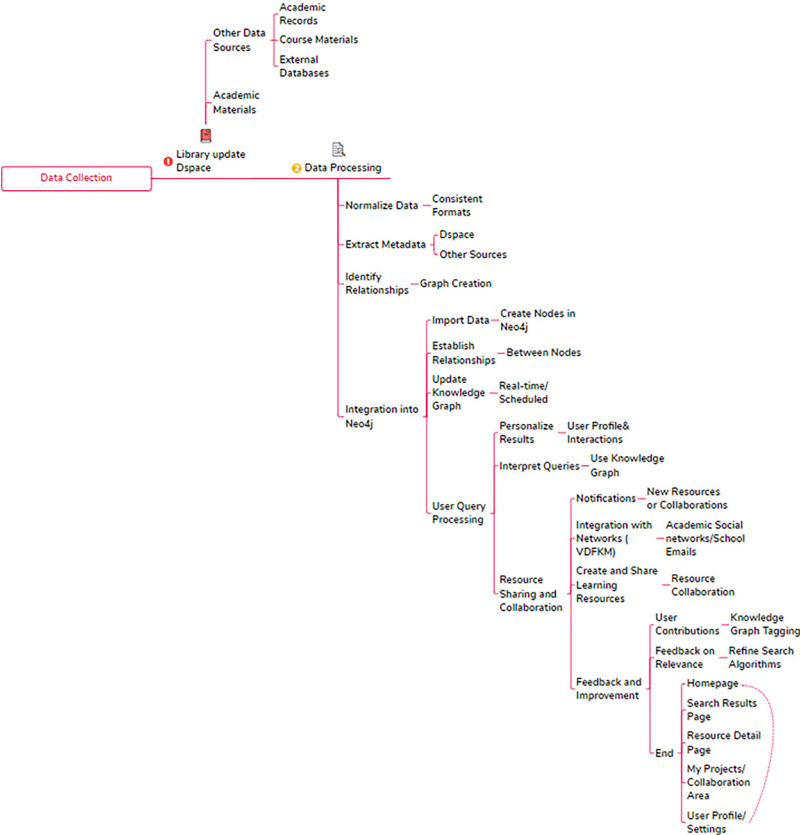 Academic
Records
Other Data
Sources
Course Materials
External
Databases
Academic
Materials
1 Library update
Dspace
2 Data Processing
Data Collection
Normalize Data
Consistent
Formats
Extract Metadata
Dspace
Other Sources
Identify
Relationships
Graph Creation
Integration into
Neo4j
Import Data
Create Nodes in
Neo4j
Establish
Relationships
Between Nodes
Update
Knowledge
Graph
Real-time/
Scheduled
User Query
Processing
Personalize
Results
User Profile&
Interactions
Interpret Queries
Use Knowledge
Graph
Resource
Sharing and
Collaboration
Notifications
New Resources
or Collaborations
Integration with
Networks (
VDFKM)
Academic Social
networks/School
Emails
Create and Share
Learning
Resources
Resource
Collaboration
Feedback and
Improvement
User
Contributions
Knowledge
Graph Tagging
Feedback on
Relevance
Refine Search
Algorithms
End
Homepage
Search Results
Page
Resource Detail
Page
My Projects/
Collaboration
Area
User Profile/
Settings